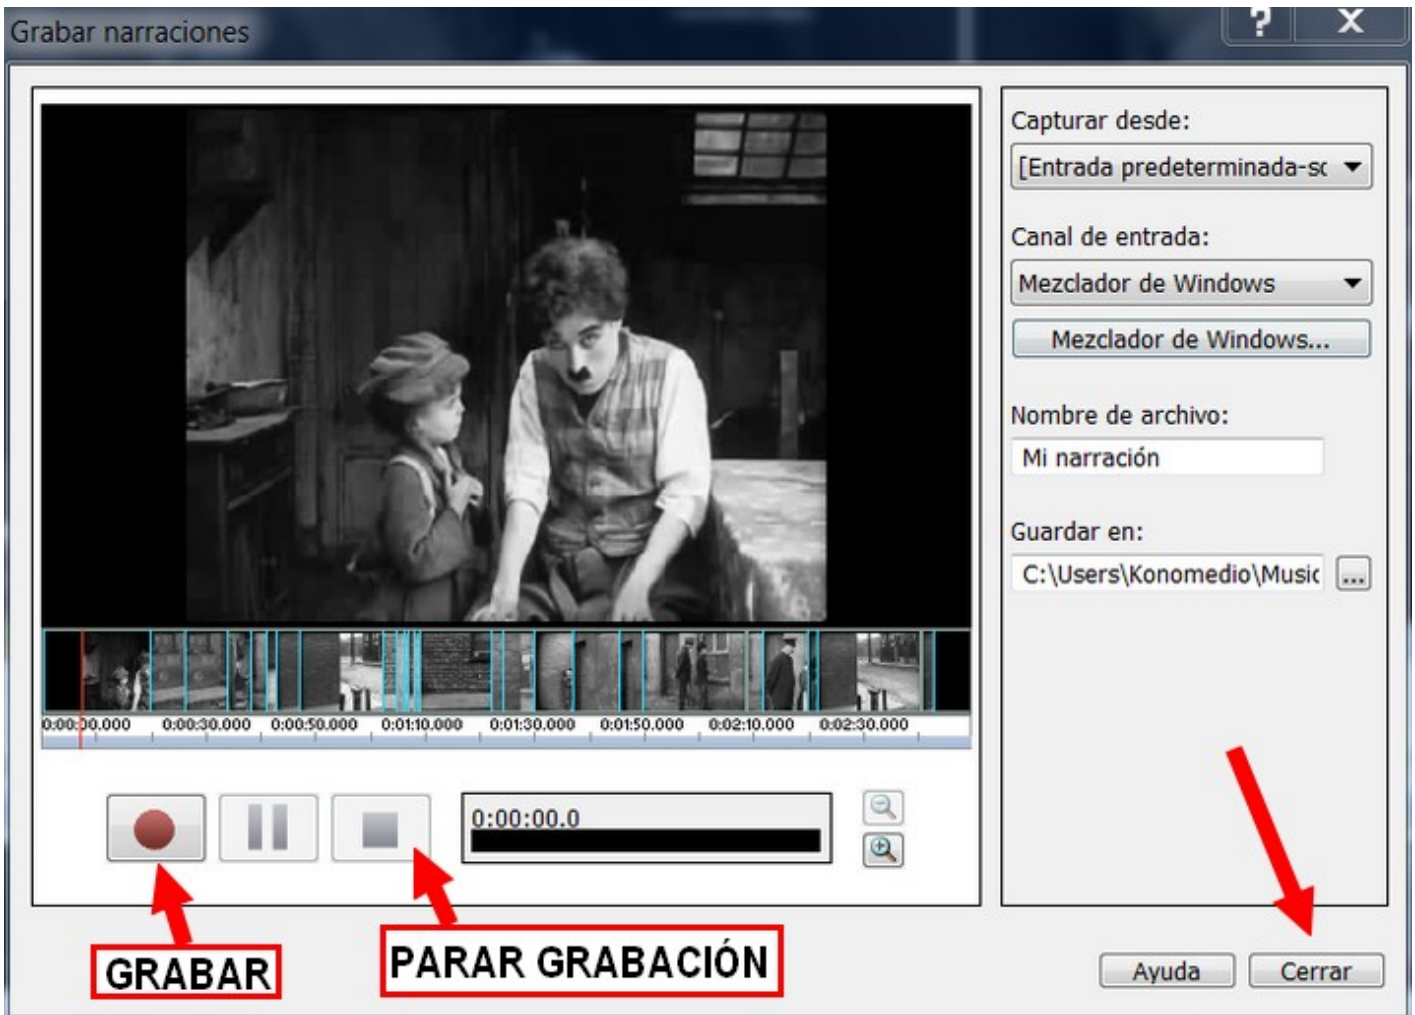 Grabar narraciones
? X
Capturar desde:
[Entrada predeterminada-sc
Canal de entrada:
Mezclador de Windows
Mezclador de Windows...
Nombre de archivo:
Mi narración
Guardar en:
C:\Users\Konomedio\Music
...
0:00:00.000 0:00:30.000 0:00:50.000 0:01:10.000 0:01:30.000 0:01:50.000 0:02:10.000 0:02:30.000
0:00:00.0
GRABAR
PARAR GRABACIÓN
Ayuda Cerrar